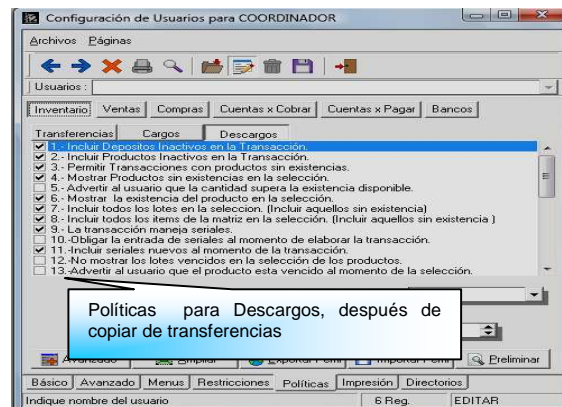 Configuración de Usuarios para COORDINADOR
Archivos Páginas
Usuarios :
Inventario Ventas Compras Cuentas x Cobrar Cuentas x Pagar Bancos
Transferencias Cargos Descargos
1.- Incluir Depositos Inactivos en la Transacción.
2.- Incluir Productos Inactivos en la Transacción.
3.- Permitir Transacciones con productos sin existencias.
4.- Mostrar Productos sin existencias en la selección.
5.- Advertir al usuario que la cantidad supera la existencia disponible.
6.- Mostrar la existencia del producto en la selección.
7.- Incluir todos los lotes en la seleccion. (Incluir aquellos sin existencia)
8.- Incluir todos los items de la matriz en la selección. (Incluir aquellos sin existencia )
9.- La transacción maneja seriales.
10.-Obligar la entrada de seriales al momento de elaborar la transacción.
11.-Incluir seriales nuevos al momento de la transacción.
12.-No mostrar los lotes vencidos en la selección de los productos.
13.-Advertir al usuario que el producto esta vencido al momento de la selección.
Políticas para Descargos, después de
copiar de transferencias
Preliminar
Básico Avanzado Menus Restricciones Políticas Impresión Directorios
Indique nombre del usuario 6 Reg. EDITAR